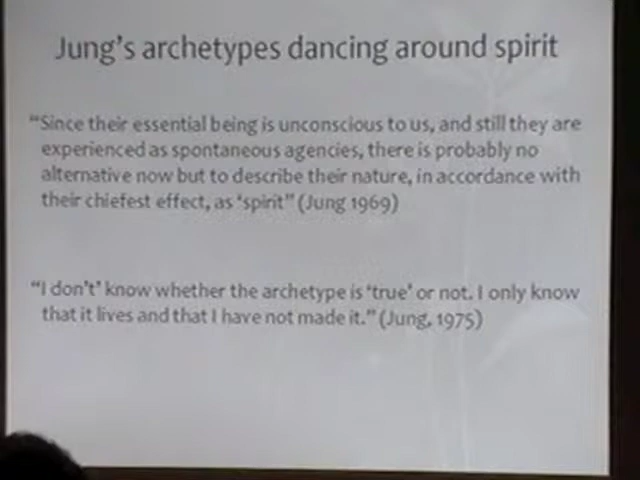 Jung’s archetypes dancing around spirit
“Since their essential being is unconscious to us, and still they are
experienced as spontaneous agencies, there is probably no
alternative now but to describe their nature, in accordance with
their chiefest effect, as ‘spirit” (Jung 1969)
“I don’t’ know whether the archetype is ‘true’ or not. I only know
that it lives and that I have not made it.” (Jung, 1975)